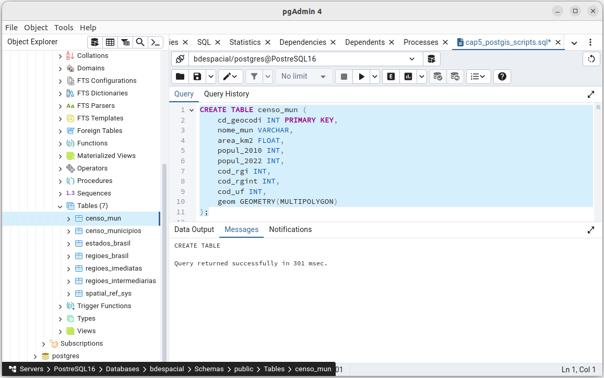 pgAdmin 4
File Object Tools Help
Object Explorer
ies SQL Statistics Dependencies Dependents Processes cap5_postgis_scripts.sql*
bdespacial/postgres@PostreSQL16
No limit
Query Query History
1 CREATE TABLE censo_mun (
2 cd_geocodi INT PRIMARY KEY,
3 nome_mun VARCHAR,
4 area_km2 FLOAT,
5 popul_2010 INT,
6 popul_2022 INT,
7 cd_rgi INT,
8 cd_rgint INT,
9 cd_uf INT,
10 geom GEOMETRY(MULTIPOLYGON)
11 );
Data Output Messages Notifications
CREATE TABLE
Query returned successfully in 301 msec.
Collations
Domains
FTS Configurations
FTS Dictionaries
FTS Parsers
FTS Templates
Foreign Tables
Functions
Materialized Views
Operators
Procedures
1..3 Sequences
Tables (7)
censo_mun
censo_municipios
estados_brasil
regioes_brasil
regioes_imediatas
regioes_intermediarias
spatial_ref_sys
Trigger Functions
Types
Views
Subscriptions
postgres
Servers > PostreSQL16 > Databases > bdespacial > Schemas > public > Tables > censo_mun
01
Ln 1, Col 1